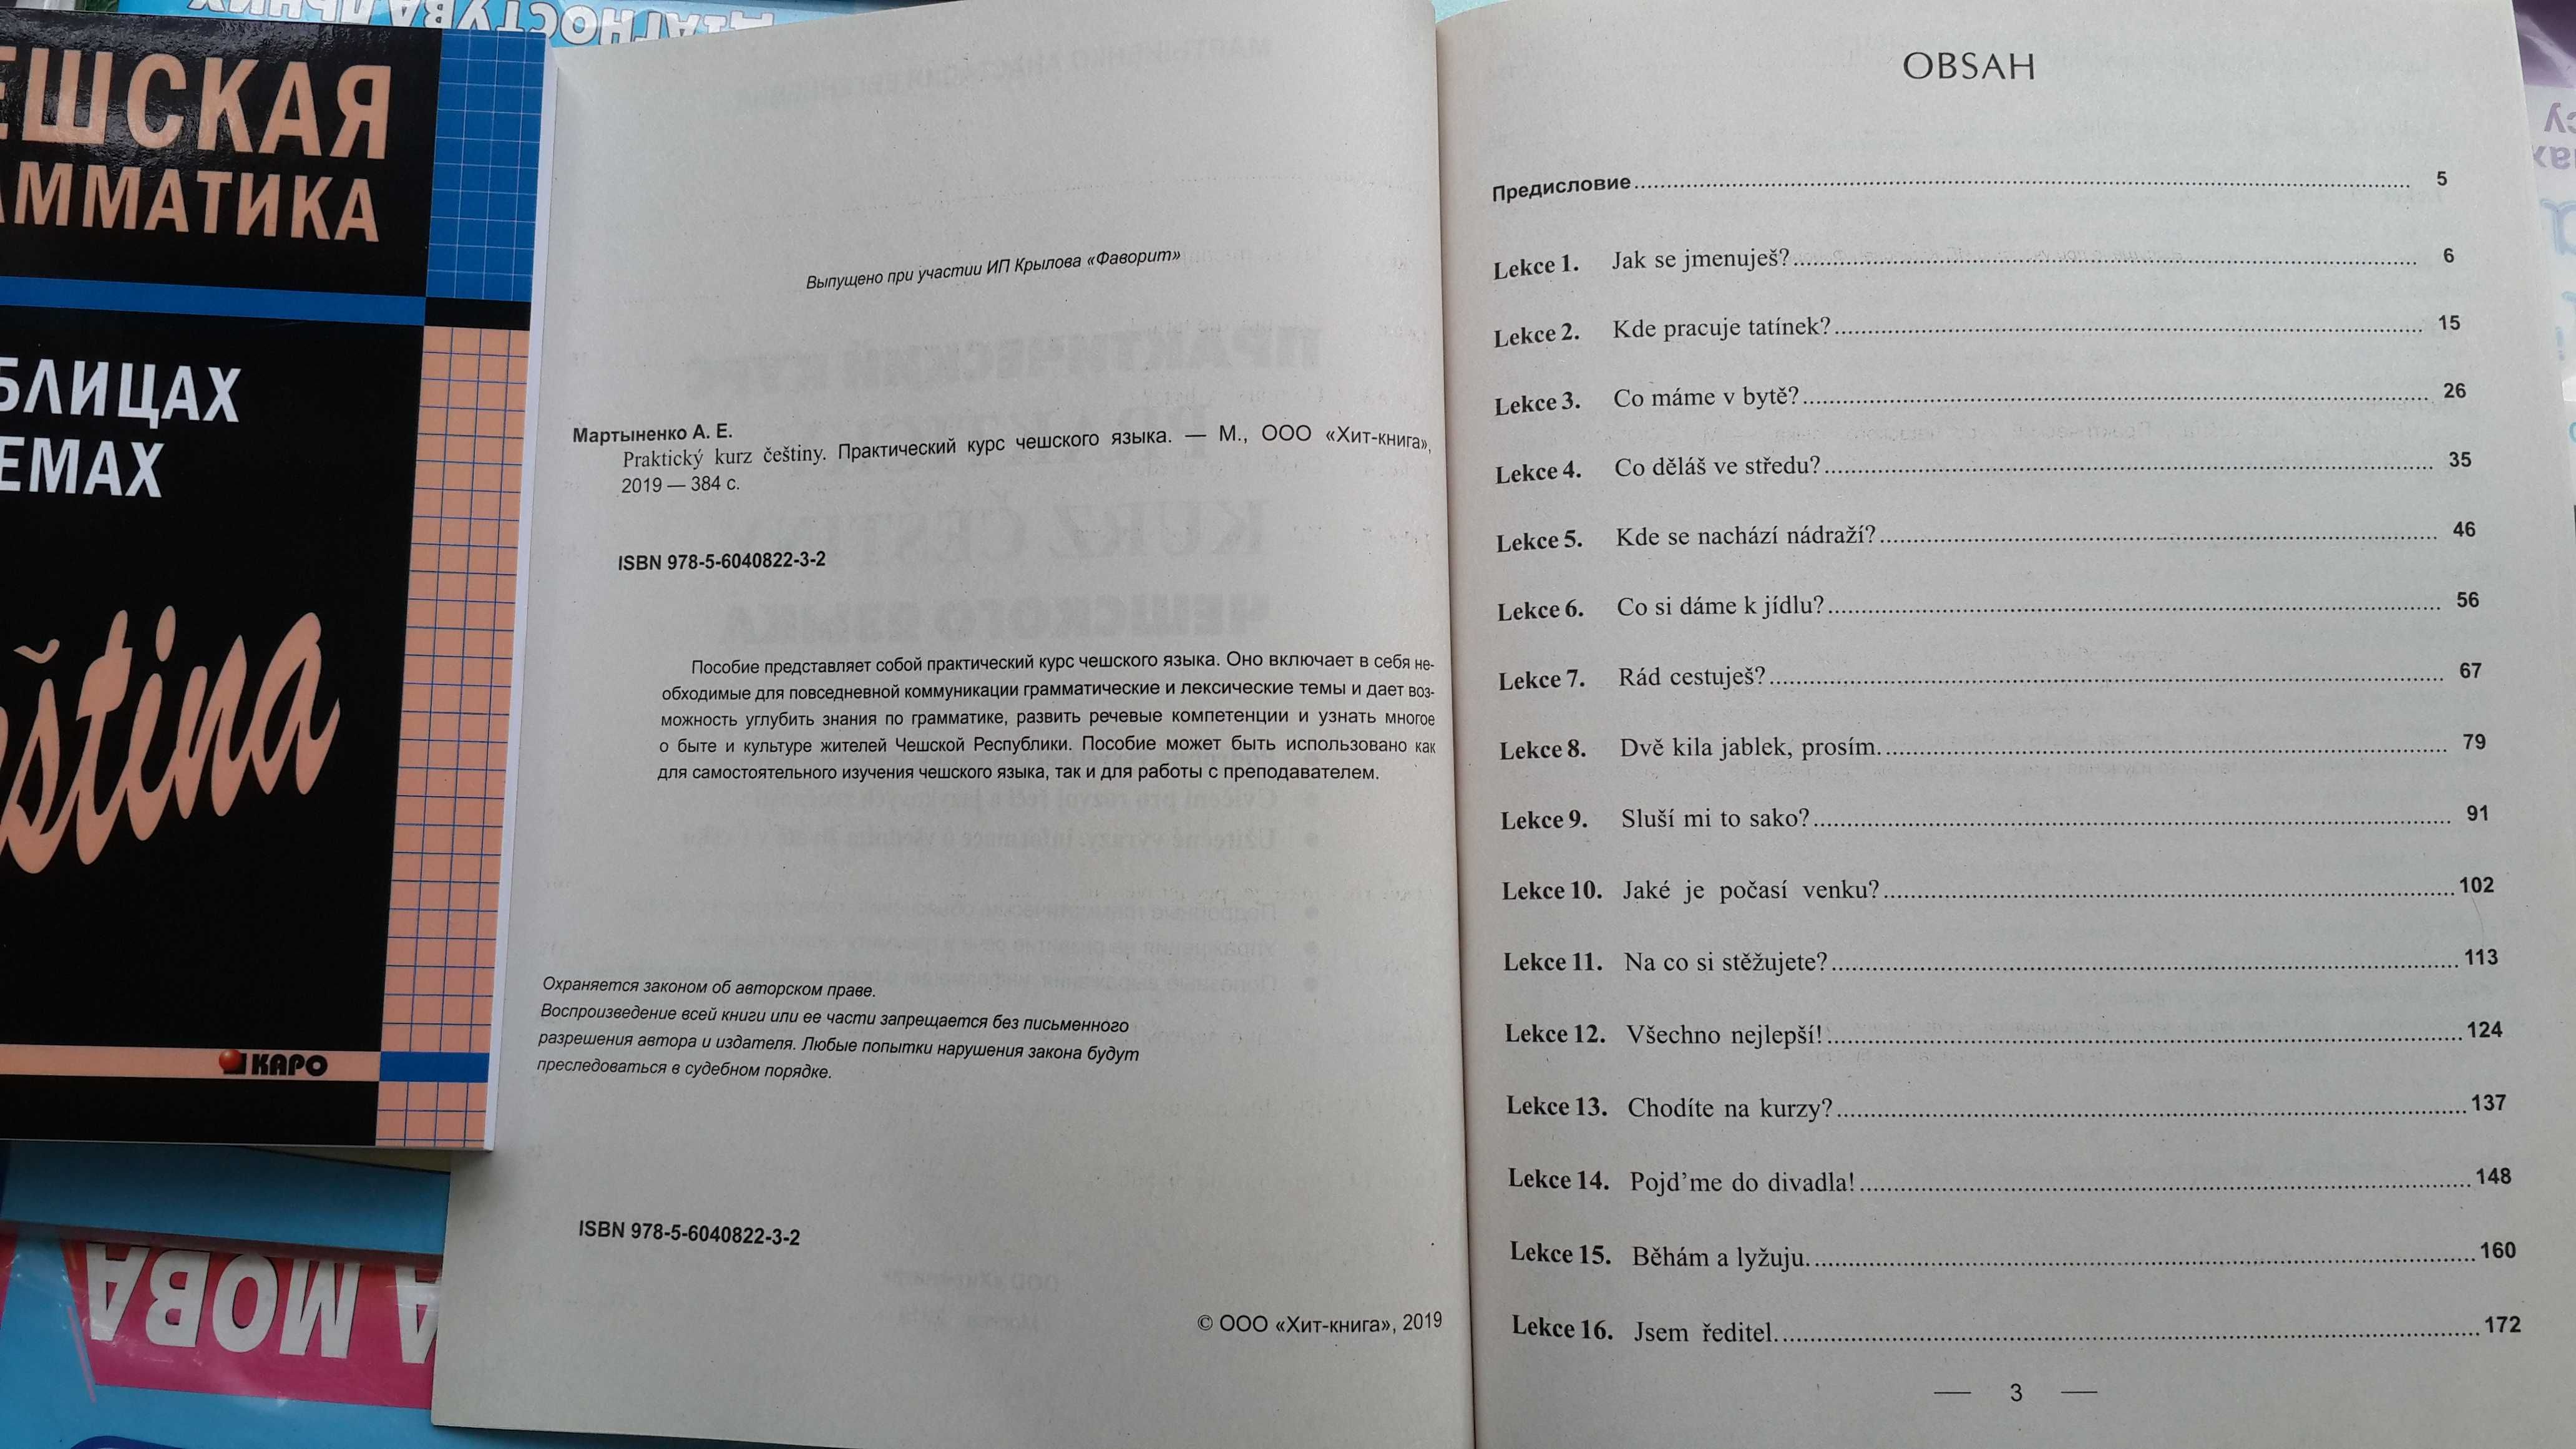 ДІАГНОСТУВАЛЬНИХ
ЕШСКАЯ
АММАТИКА
БЛИЦАХ
ЕМАХ
eština
КАРО
А МОВА
Выпущено при участии ИП Крылова «Фаворит»
Мартыненко А. Е.
Praktický kurz češtiny. Практический курс чешского языка. — М., ООО «Хит-книга»,
2019 — 384 с.
ISBN 978-5-6040822-3-2
Пособие представляет собой практический курс чешского языка. Оно включает в себя не-
обходимые для повседневной коммуникации грамматические и лексические темы и дает воз-
можность углубить знания по грамматике, развить речевые компетенции и узнать многое
о быте и культуре жителей Чешской Республики. Пособие может быть использовано как
для самостоятельного изучения чешского языка, так и для работы с преподавателем.
Охраняется законом об авторском праве.
Воспроизведение всей книги или ее части запрещается без письменного
разрешения автора и издателя. Любые попытки нарушения закона будут
преследоваться в судебном порядке.
ISBN 978-5-6040822-3-2
© ООО «Хит-книга», 2019
OBSAH
Предисловие 5
Lekce 1. Jak se jmenuješ? 6
Lekce 2. Kde pracuje tatínek? 15
Lekce 3. Co máme v bytě? 26
Lekce 4. Co děláš ve středu? 35
Lekce 5. Kde se nachází nádraží? 46
Lekce 6. Co si dáme k jídlu? 56
Lekce 7. Rád cestuješ? 67
Lekce 8. Dvě kila jablek, prosím. 79
Lekce 9. Sluší mi to sako? 91
Lekce 10. Jaké je počasí venku? 102
Lekce 11. Na co si stěžujete? 113
Lekce 12. Všechno nejlepší! 124
Lekce 13. Chodíte na kurzy? 137
Lekce 14. Pojd'me do divadla! 148
Lekce 15. Běhám a lyžuju. 160
Lekce 16. Jsem ředitel. 172
— 3 —